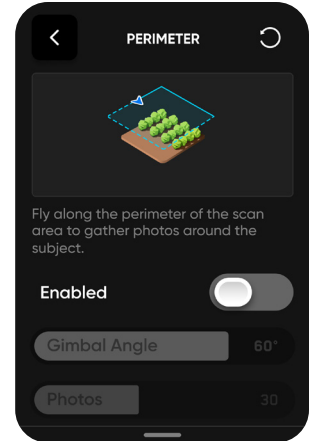 PERIMETER
Fly along the perimeter of the scan
area to gather photos around the
subject.
Enabled
Gimbal Angle 60°
Photos 30